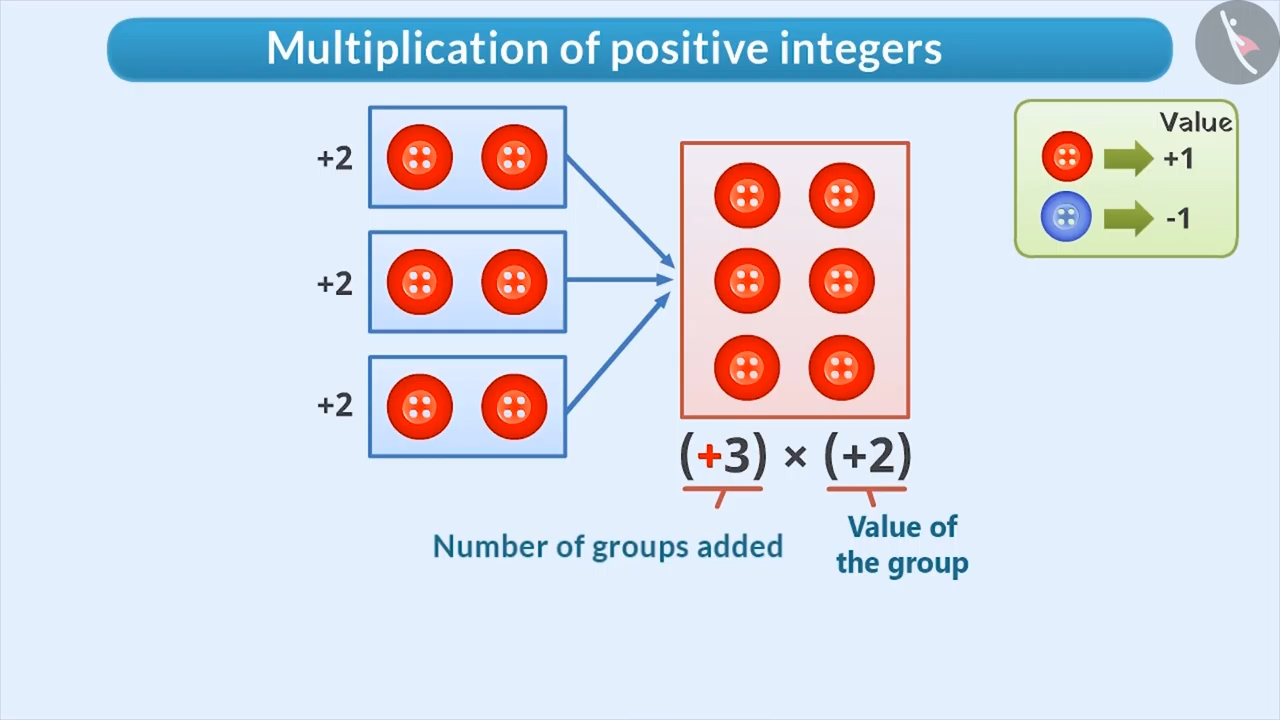 Multiplication of positive integers
Value
+2
+1
-1
+2
+2
(+3) × (+2)
Number of groups added
Value of
the group